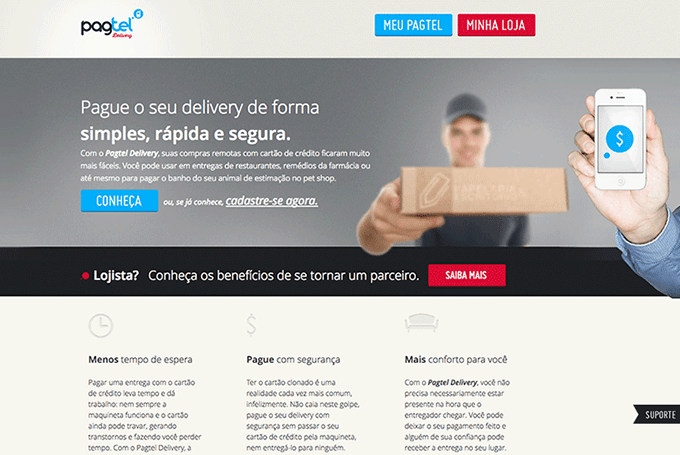 pagtel
Delivery
MEU PAGTEL
MINHA LOJA
Pague o seu delivery de forma
simples, rápida e segura.
Com o Pagtel Delivery, suas compras remotas com cartão de crédito ficaram muito
mais fáceis. Você pode usar em entregas de restaurantes, remédios da farmácia ou
até mesmo para pagar o banho do seu animal de estimação no pet shop.
CONHEÇA ou, se já conhece, cadastre-se agora.
PAPELARIA
ESCRITÓRIO
$
Lojista? Conheça os benefícios de se tornar um parceiro.
SAIBA MAIS
$
Menos tempo de espera
Pagar uma entrega com o cartão
de crédito leva tempo e dá
trabalho: nem sempre a
maquineta funciona e o cartão
ainda pode travar, gerando
transtornos e fazendo você perder
tempo. Com o Pagtel Delivery, a
Pague com segurança
Ter o cartão clonado é uma
realidade cada vez mais comum,
infelizmente. Não caia neste golpe,
pague o seu delivery com
segurança sem passar o seu
cartão de crédito pela maquineta,
nem entregá-lo para ninguém.
Mais conforto para você
Com o Pagtel Delivery, você não
precisa necessariamente estar
presente na hora que o
entregador chegar. Você pode
deixar o seu pagamento feito e
alguém de sua confiança pode
receber a entrega no seu lugar.
SUPORTE